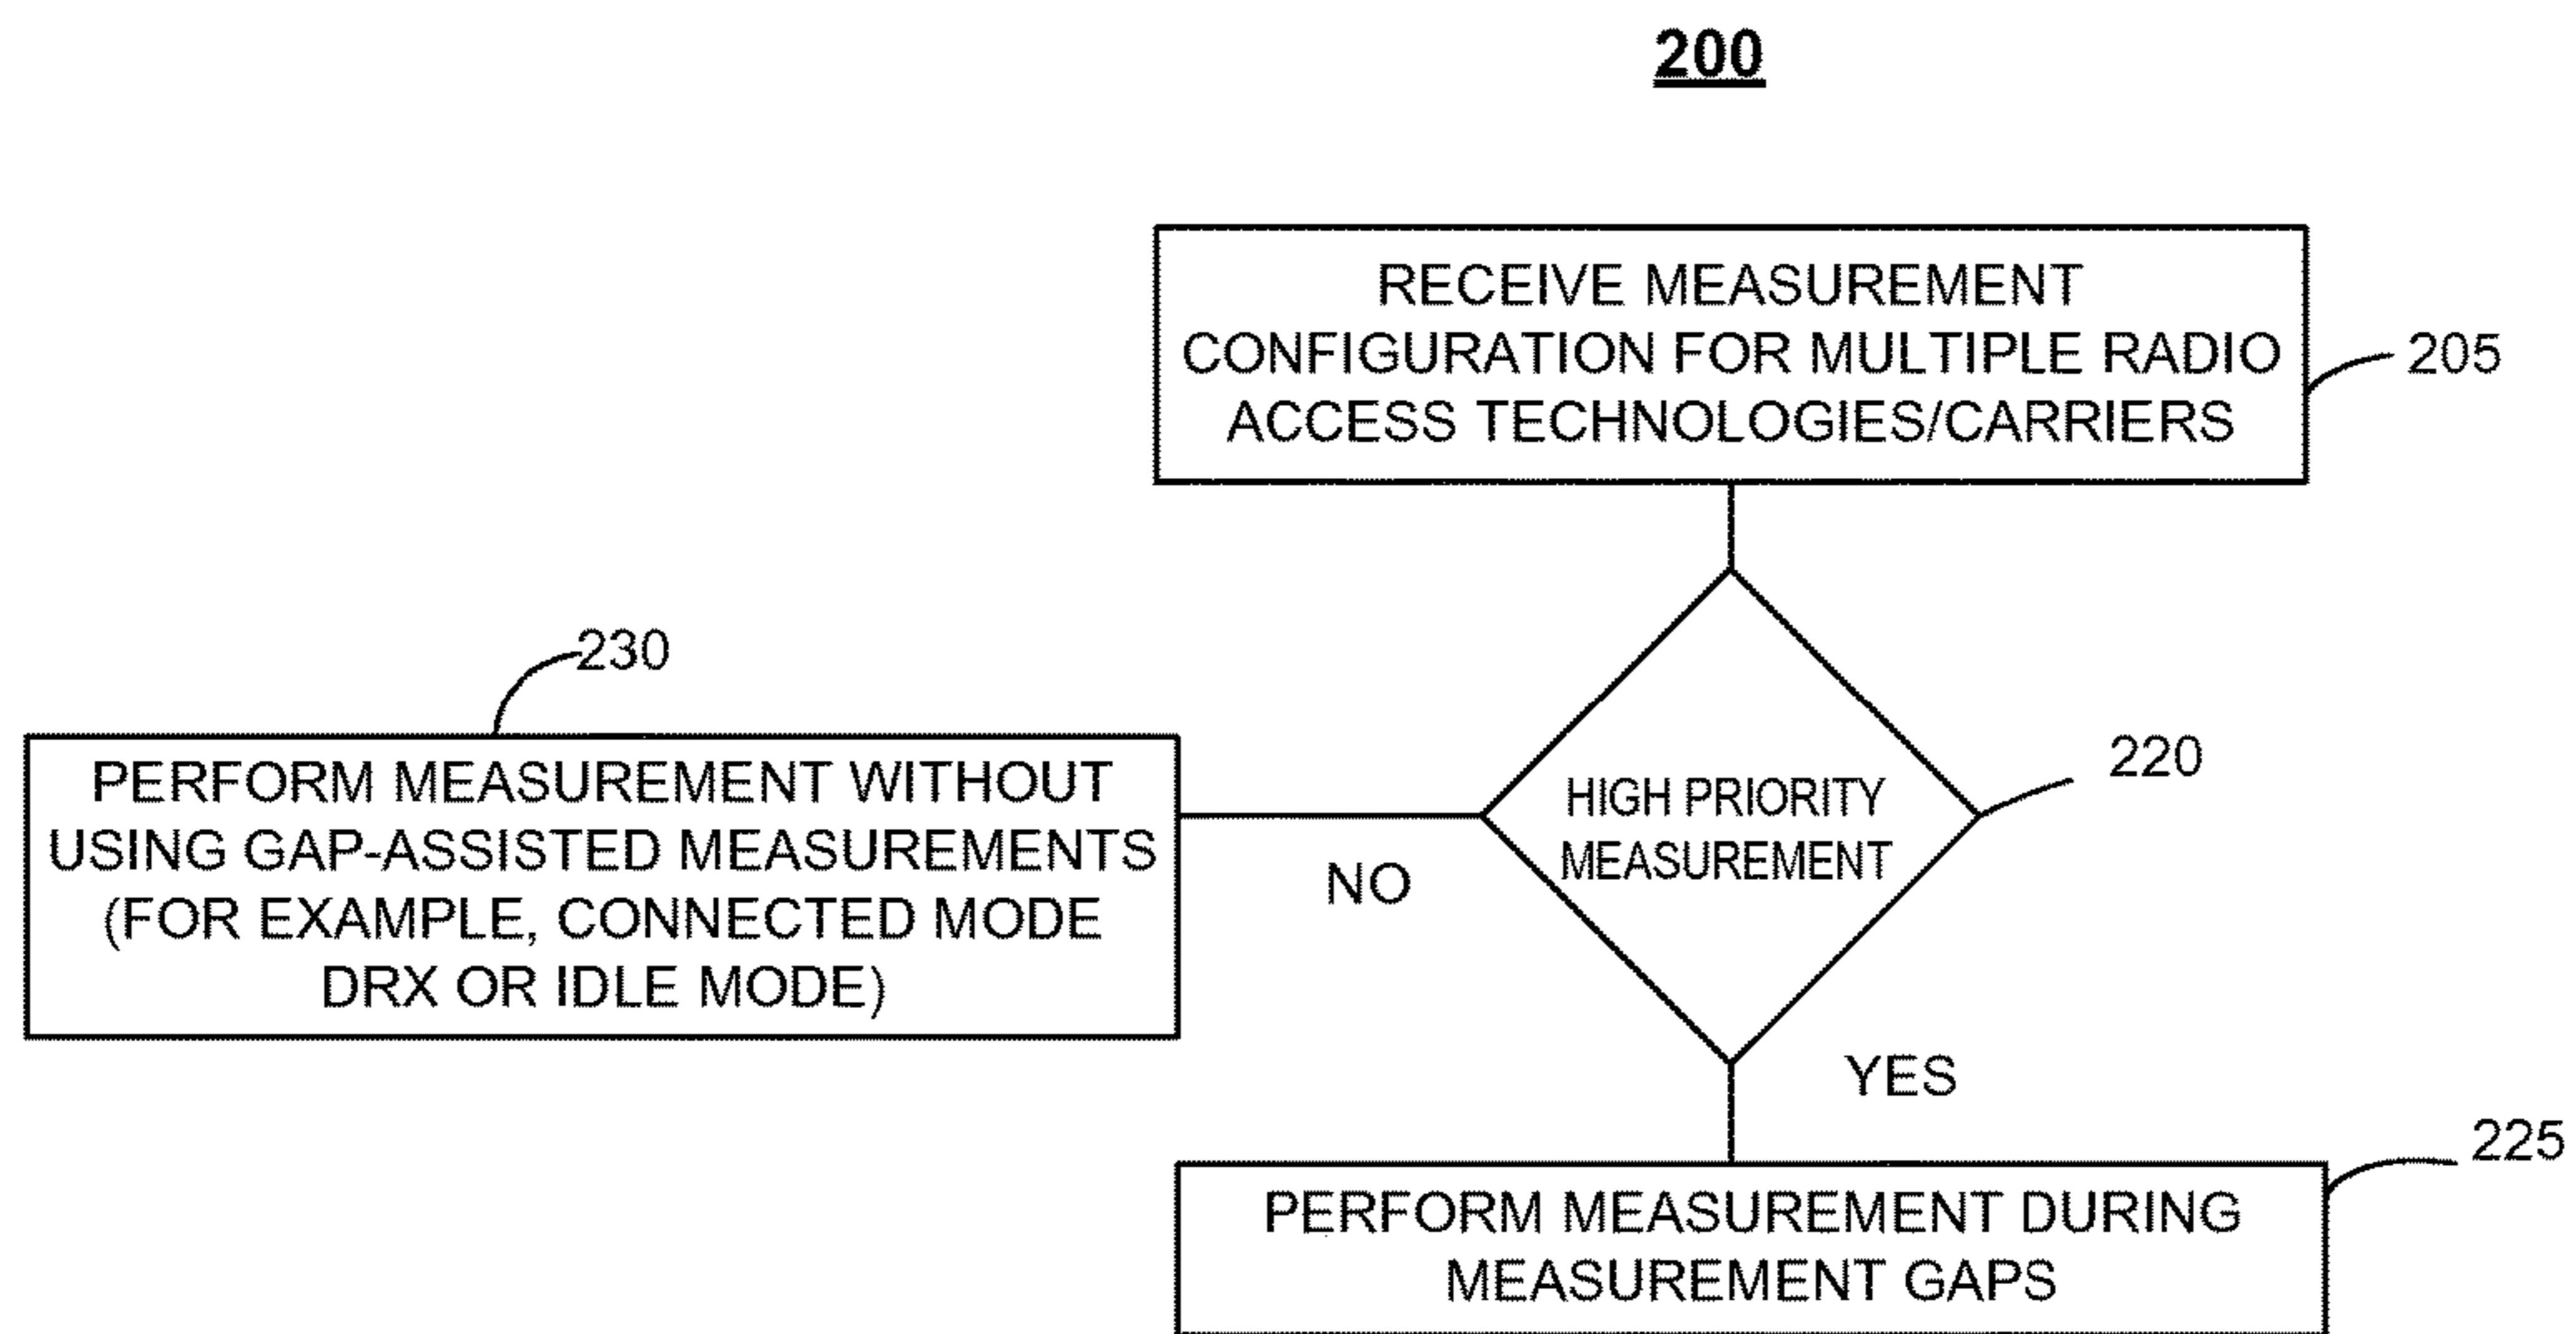 200
RECEIVE MEASUREMENT
CONFIGURATION FOR MULTIPLE RADIO
ACCESS TECHNOLOGIES/CARRIERS
205
230
PERFORM MEASUREMENT WITHOUT
USING GAP-ASSISTED MEASUREMENTS
(FOR EXAMPLE, CONNECTED MODE
DRX OR IDLE MODE)
220
HIGH PRIORITY
MEASUREMENT
NO
YES
225
PERFORM MEASUREMENT DURING
MEASUREMENT GAPS